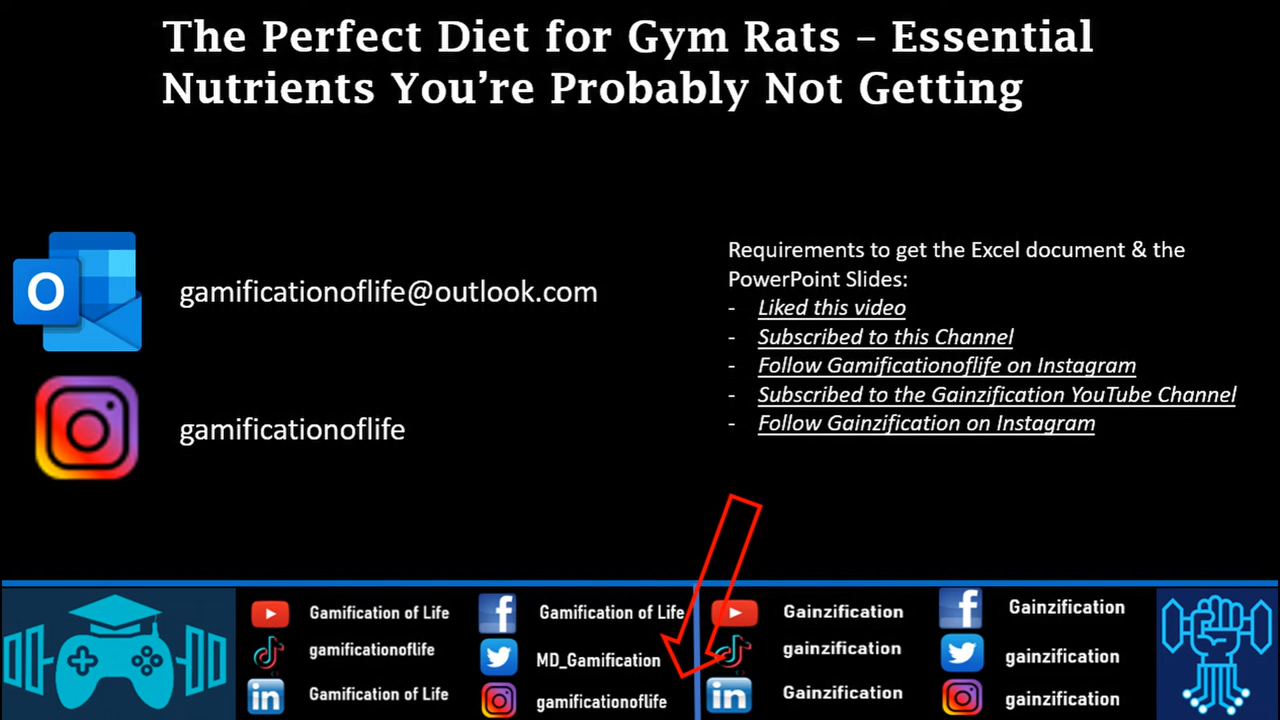 The Perfect Diet for Gym Rats – Essential
Nutrients You're Probably Not Getting
O
gamificationoflife@outlook.com
gamificationoflife
Requirements to get the Excel document & the
PowerPoint Slides:
- Liked this video
- Subscribed to this Channel
- Follow Gamificationoflife on Instagram
- Subscribed to the Gainzification YouTube Channel
- Follow Gainzification on Instagram
Gamification of Life
gamificationoflife
in Gamification of Life
f Gamification of Life
MD_Gamification
gamificationoflife
Gainzification
gainzification
in Gainzification
f Gainzification
gainzification
gainzification